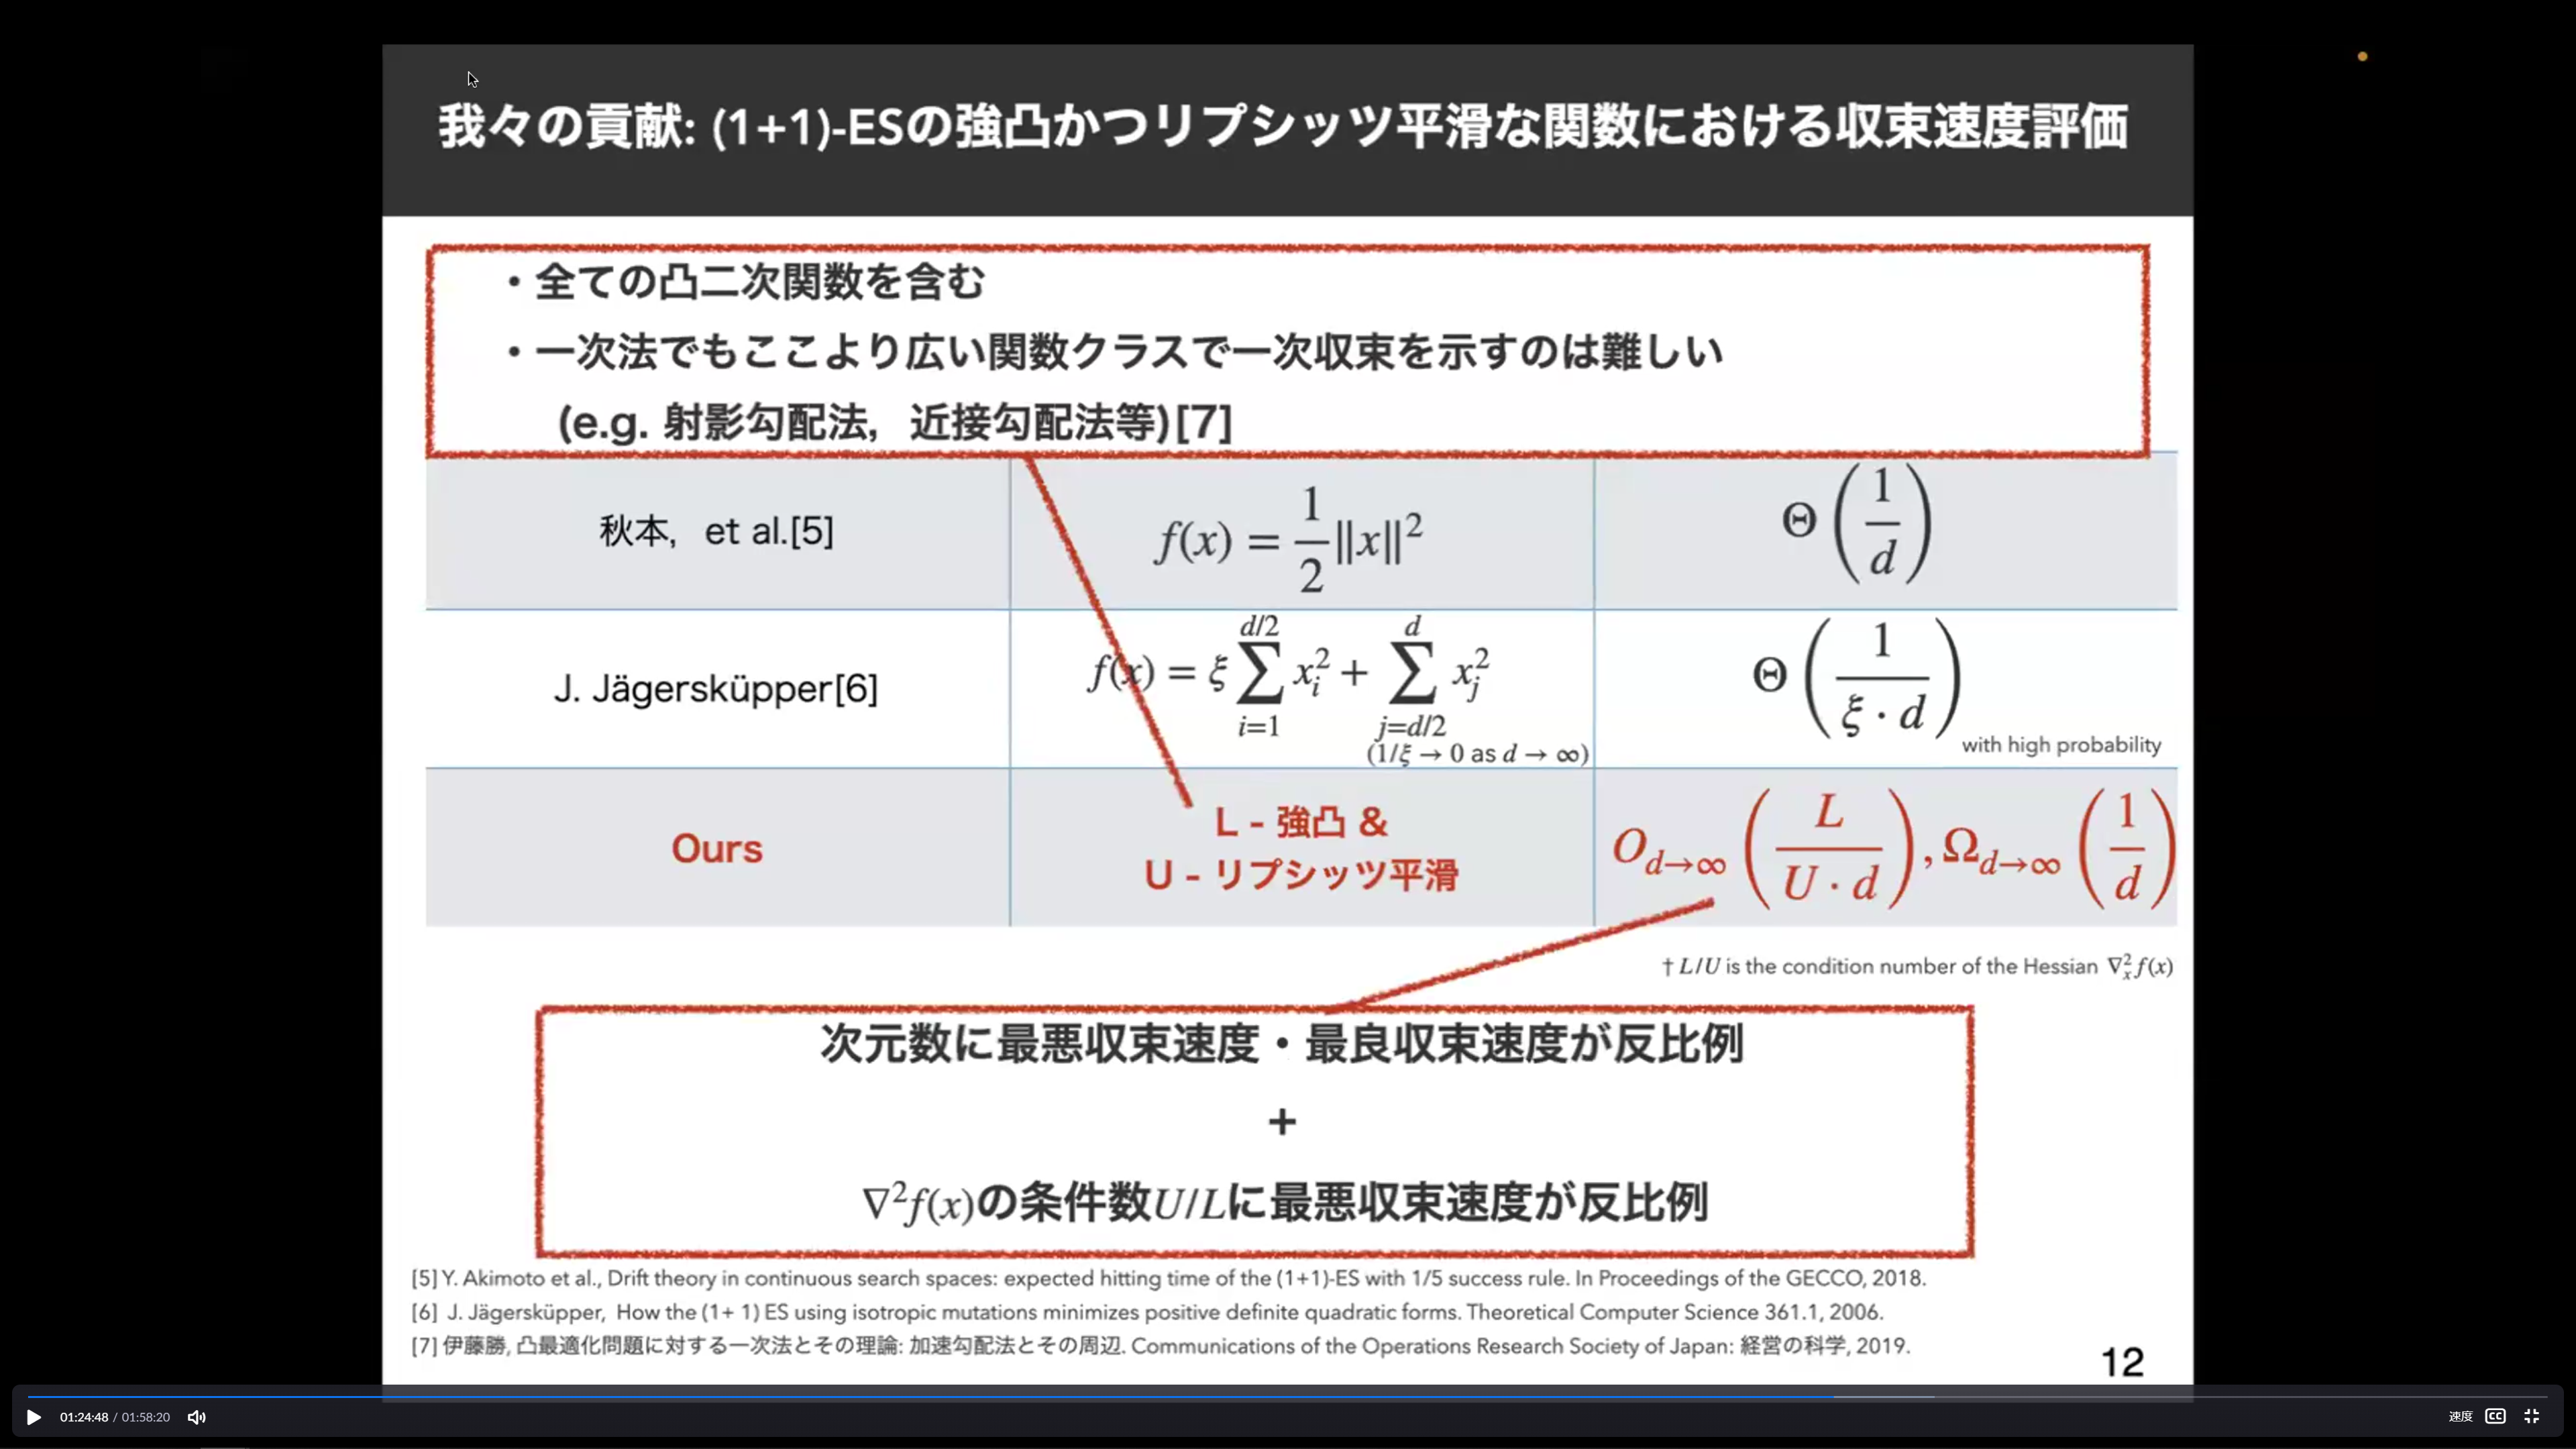 我々の貢献: (1+1)-ESの強凸かつリプシッツ平滑な関数における収束速度評価
・全ての凸二次関数を含む
・一次法でもここより広い関数クラスで一次収束を示すのは難しい
(e.g. 射影勾配法, 近接勾配法等)[7]
秋本, et al.[5]
f(x) = \frac{1}{2}||x||^2
Θ(\frac{1}{d})
J. Jägersküpper[6]
f(x) = ξ \sum_{i=1}^{d/2} x_i^2 + \sum_{j=d/2}^{d} x_j^2
(1/ξ → 0 as d → ∞)
Θ(\frac{1}{ξ · d})
with high probability
Ours
L - 強凸 &
U - リプシッツ平滑
O_{d→∞}(\frac{L}{U · d}), Ω_{d→∞}(\frac{1}{d})
† L/U is the condition number of the Hessian ∇_x^2 f(x)
次元数に最悪収束速度・最良収束速度が反比例
+
∇^2f(x)の条件数U/Lに最悪収束速度が反比例
[5] Y. Akimoto et al., Drift theory in continuous search spaces: expected hitting time of the (1+1)-ES with 1/5 success rule. In Proceedings of the GECCO, 2018.
[6] J. Jägersküpper, How the (1+ 1) ES using isotropic mutations minimizes positive definite quadratic forms. Theoretical Computer Science 361.1, 2006.
[7] 伊藤勝, 凸最適化問題に対する一次法とその理論: 加速勾配法とその周辺. Communications of the Operations Research Society of Japan: 経営の科学, 2019.
12
01:24:48 / 01:58:20
速度
CC